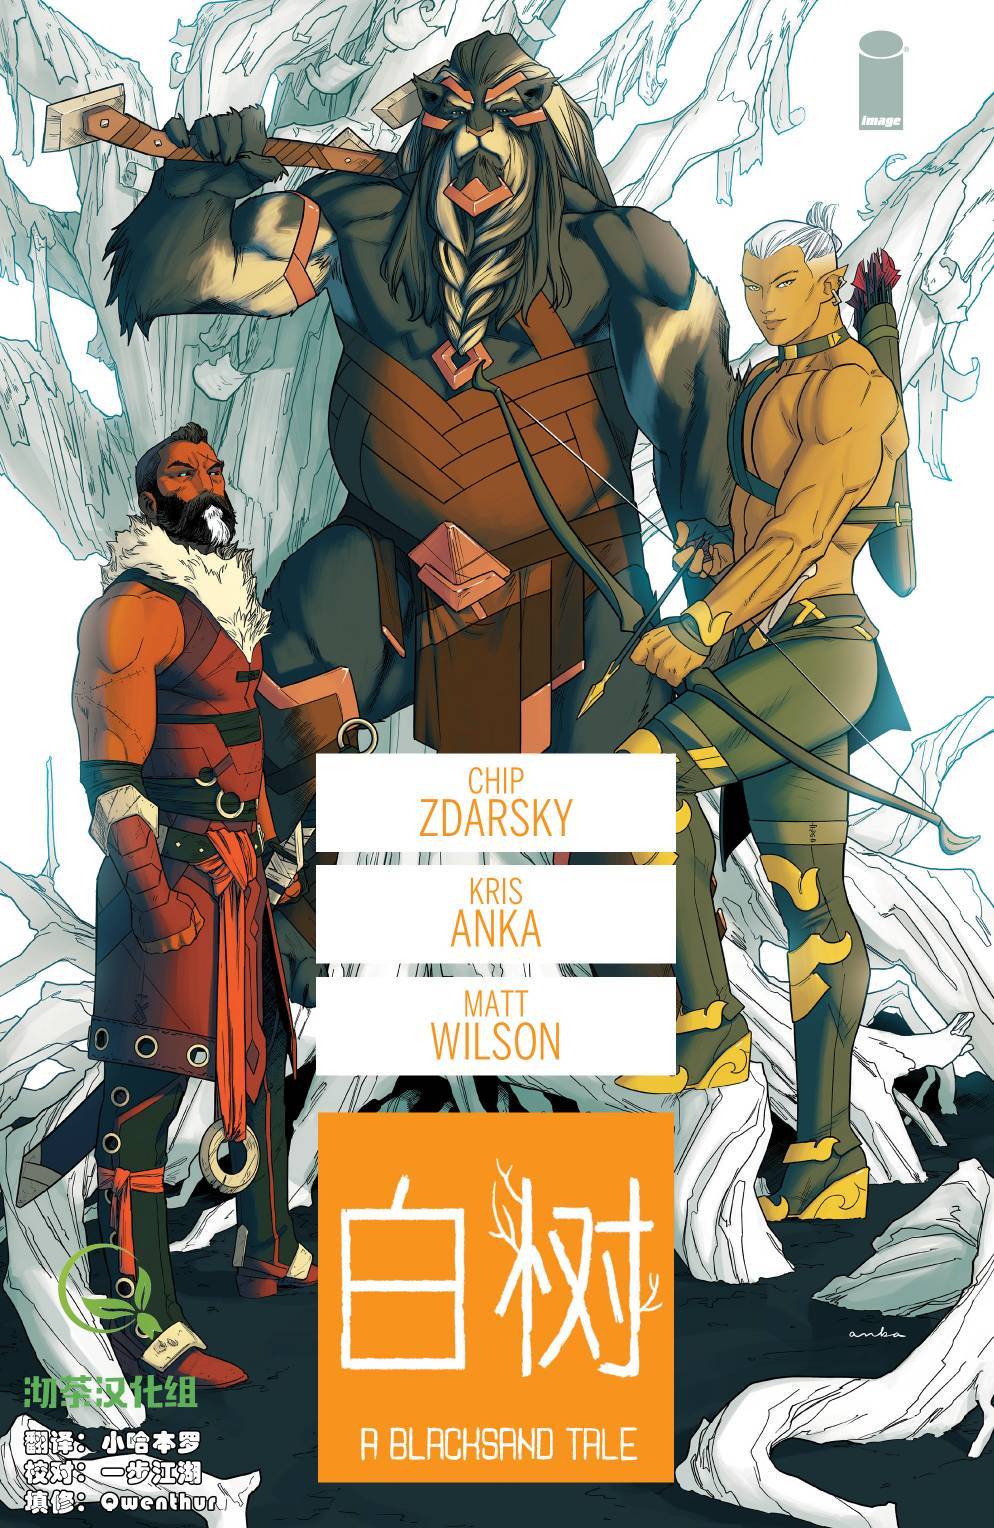 image
CHIP
ZDARSKY
KRIS
ANKA
MATT
WILSON
白树
A BLACKSAND TALE
anka
沏茶汉化组
翻译：小哈本罗
校对：一步江湖
填修：Qwenthur